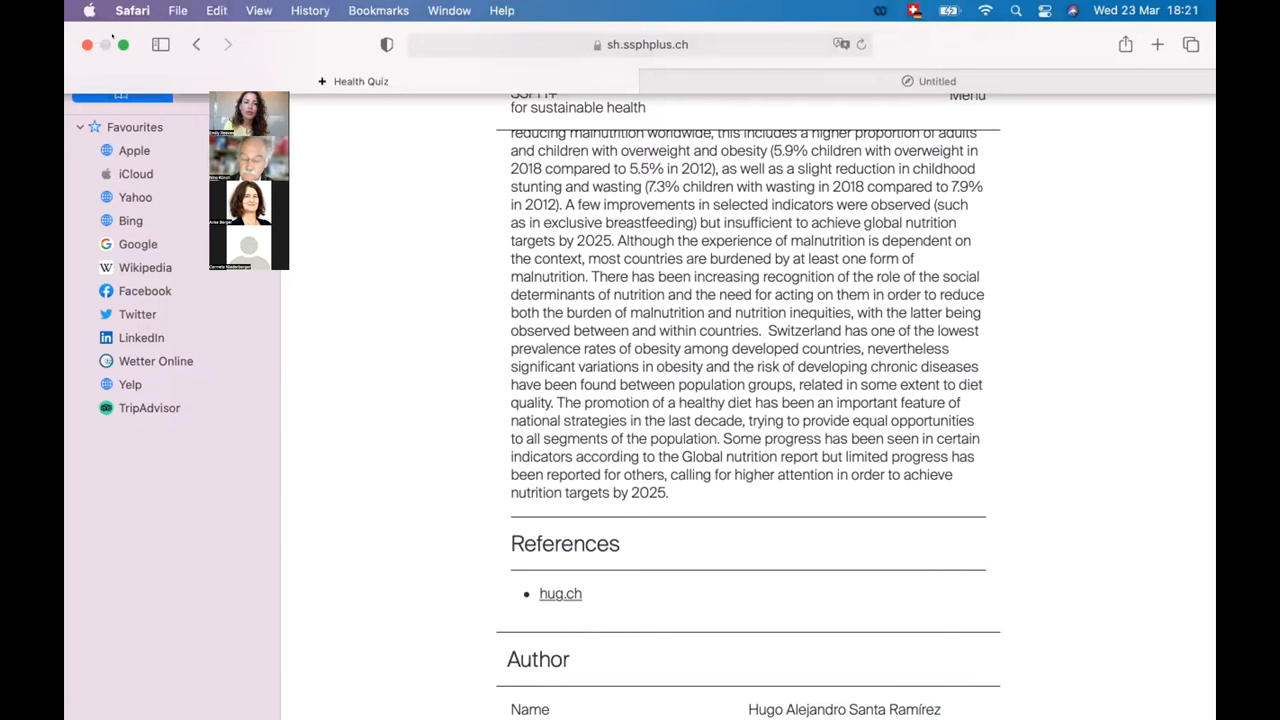 Safari File Edit View History Bookmarks Window Help Wed 23 Mar 18:21
sh.ssphplus.ch
Health Quiz
Untitled
Favourites
Apple
iCloud
Yahoo
Bing
Google
Wikipedia
Facebook
Twitter
LinkedIn
Wetter Online
Yelp
TripAdvisor
SSPH+
for sustainable health
Menu
reducing malnutrition worldwide, this includes a higher proportion of adults
and children with overweight and obesity (5.9% children with overweight in
2018 compared to 5.5% in 2012), as well as a slight reduction in childhood
stunting and wasting (7.3% children with wasting in 2018 compared to 7.9%
in 2012). A few improvements in selected indicators were observed (such
as in exclusive breastfeeding) but insufficient to achieve global nutrition
targets by 2025. Although the experience of malnutrition is dependent on
the context, most countries are burdened by at least one form of
malnutrition. There has been increasing recognition of the role of the social
determinants of nutrition and the need for acting on them in order to reduce
both the burden of malnutrition and nutrition inequities, with the latter being
observed between and within countries. Switzerland has one of the lowest
prevalence rates of obesity among developed countries, nevertheless
significant variations in obesity and the risk of developing chronic diseases
have been found between population groups, related in some extent to diet
quality. The promotion of a healthy diet has been an important feature of
national strategies in the last decade, trying to provide equal opportunities
to all segments of the population. Some progress has been seen in certain
indicators according to the Global nutrition report but limited progress has
been reported for others, calling for higher attention in order to achieve
nutrition targets by 2025.
References
hug.ch
Author
Name Hugo Alejandro Santa Ramírez